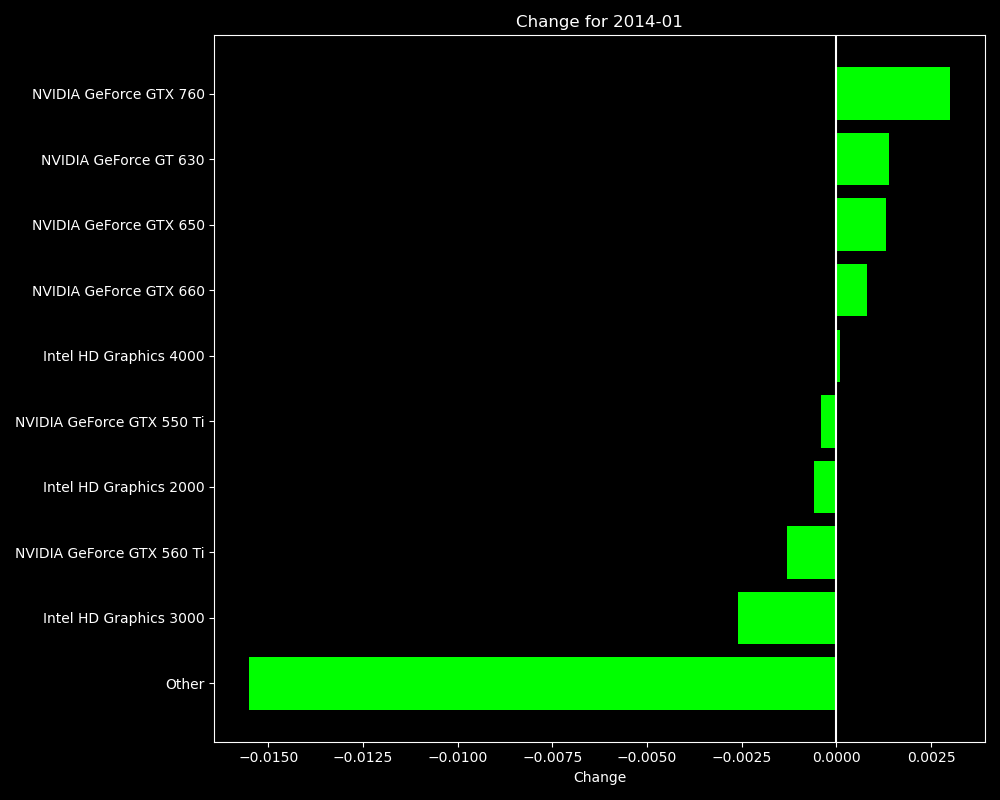 Change for 2014-01
NVIDIA GeForce GTX 760
NVIDIA GeForce GT 630
NVIDIA GeForce GTX 650
NVIDIA GeForce GTX 660
Intel HD Graphics 4000
NVIDIA GeForce GTX 550 Ti
Intel HD Graphics 2000
NVIDIA GeForce GTX 560 Ti
Intel HD Graphics 3000
Other
−0.0150 −0.0125 −0.0100 −0.0075 −0.0050 −0.0025 0.0000 0.0025
Change